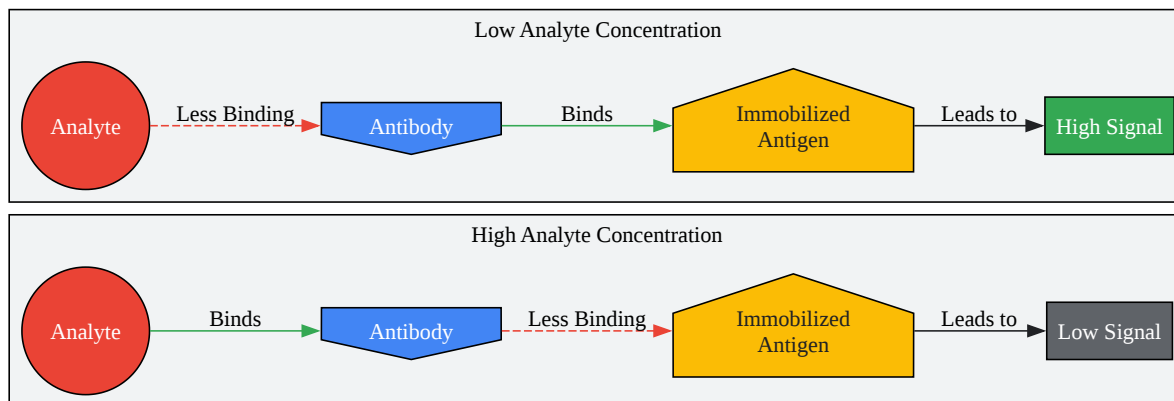 Low Analyte Concentration
Analyte
Less Binding
Antibody
Binds
Immobilized
Antigen
Leads to
High Signal
High Analyte Concentration
Analyte
Binds
Antibody
Less Binding
Immobilized
Antigen
Leads to
Low Signal